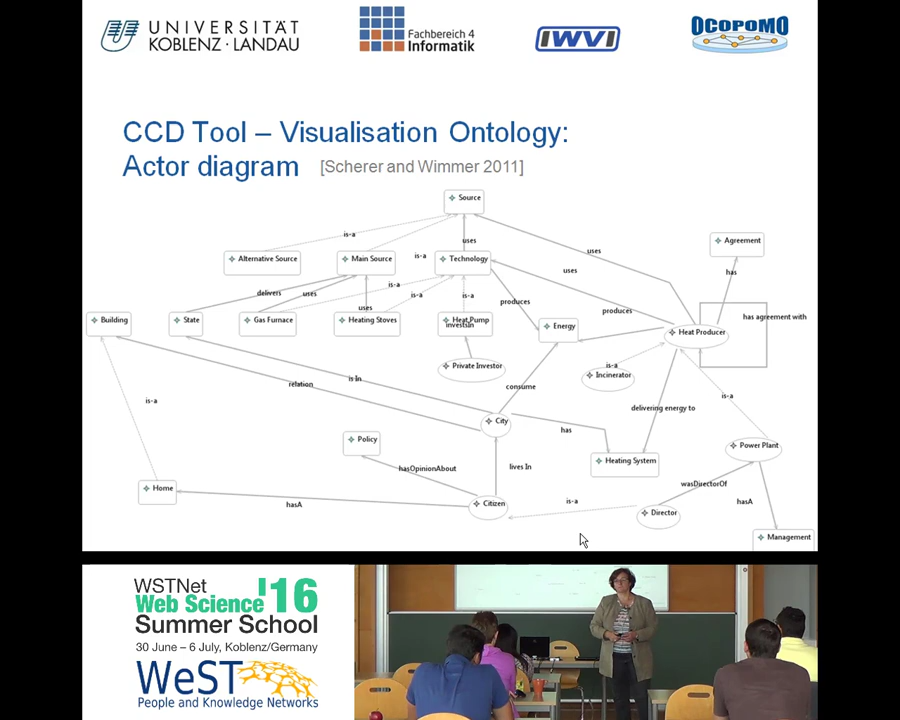 UNIVERSITÄT
KOBLENZ · LANDAU
Fachbereich 4
Informatik
IWVI
OCOPOMO
CCD Tool – Visualisation Ontology:
Actor diagram [Scherer and Wimmer 2011]
Source
is-a
uses
uses
Agreement
Alternative Source
Main Source
is-a
Technology
uses
has
delivers
uses
is-a
uses
is-a
is-a
produces
produces
has agreement with
Building
State
Gas Furnace
Heating Stoves
Heat Pump
investsIn
Energy
Heat Producer
Private Investor
is-a
Incinerator
relation
is In
consume
is-a
is-a
delivering energy to
City
has
Policy
Power Plant
hasOpinionAbout
lives In
Heating System
wasDirectorOf
Home
hasA
Citizen
is-a
Director
hasA
Management
WSTNet
Web Science '16
Summer School
30 June – 6 July, Koblenz/Germany
WeST
People and Knowledge Networks